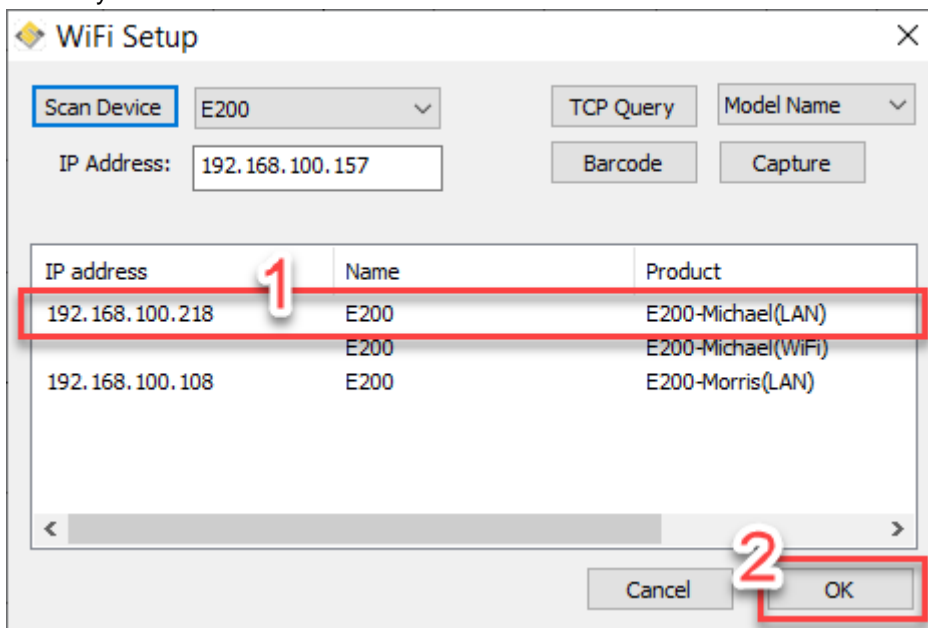 WiFi Setup
Scan Device E200 TCP Query Model Name
IP Address: 192.168.100.157 Barcode Capture
IP address Name Product
1
192.168.100.218 E200 E200-Michael(LAN)
E200 E200-Michael(WiFi)
192.168.100.108 E200 E200-Morris(LAN)
2
Cancel OK